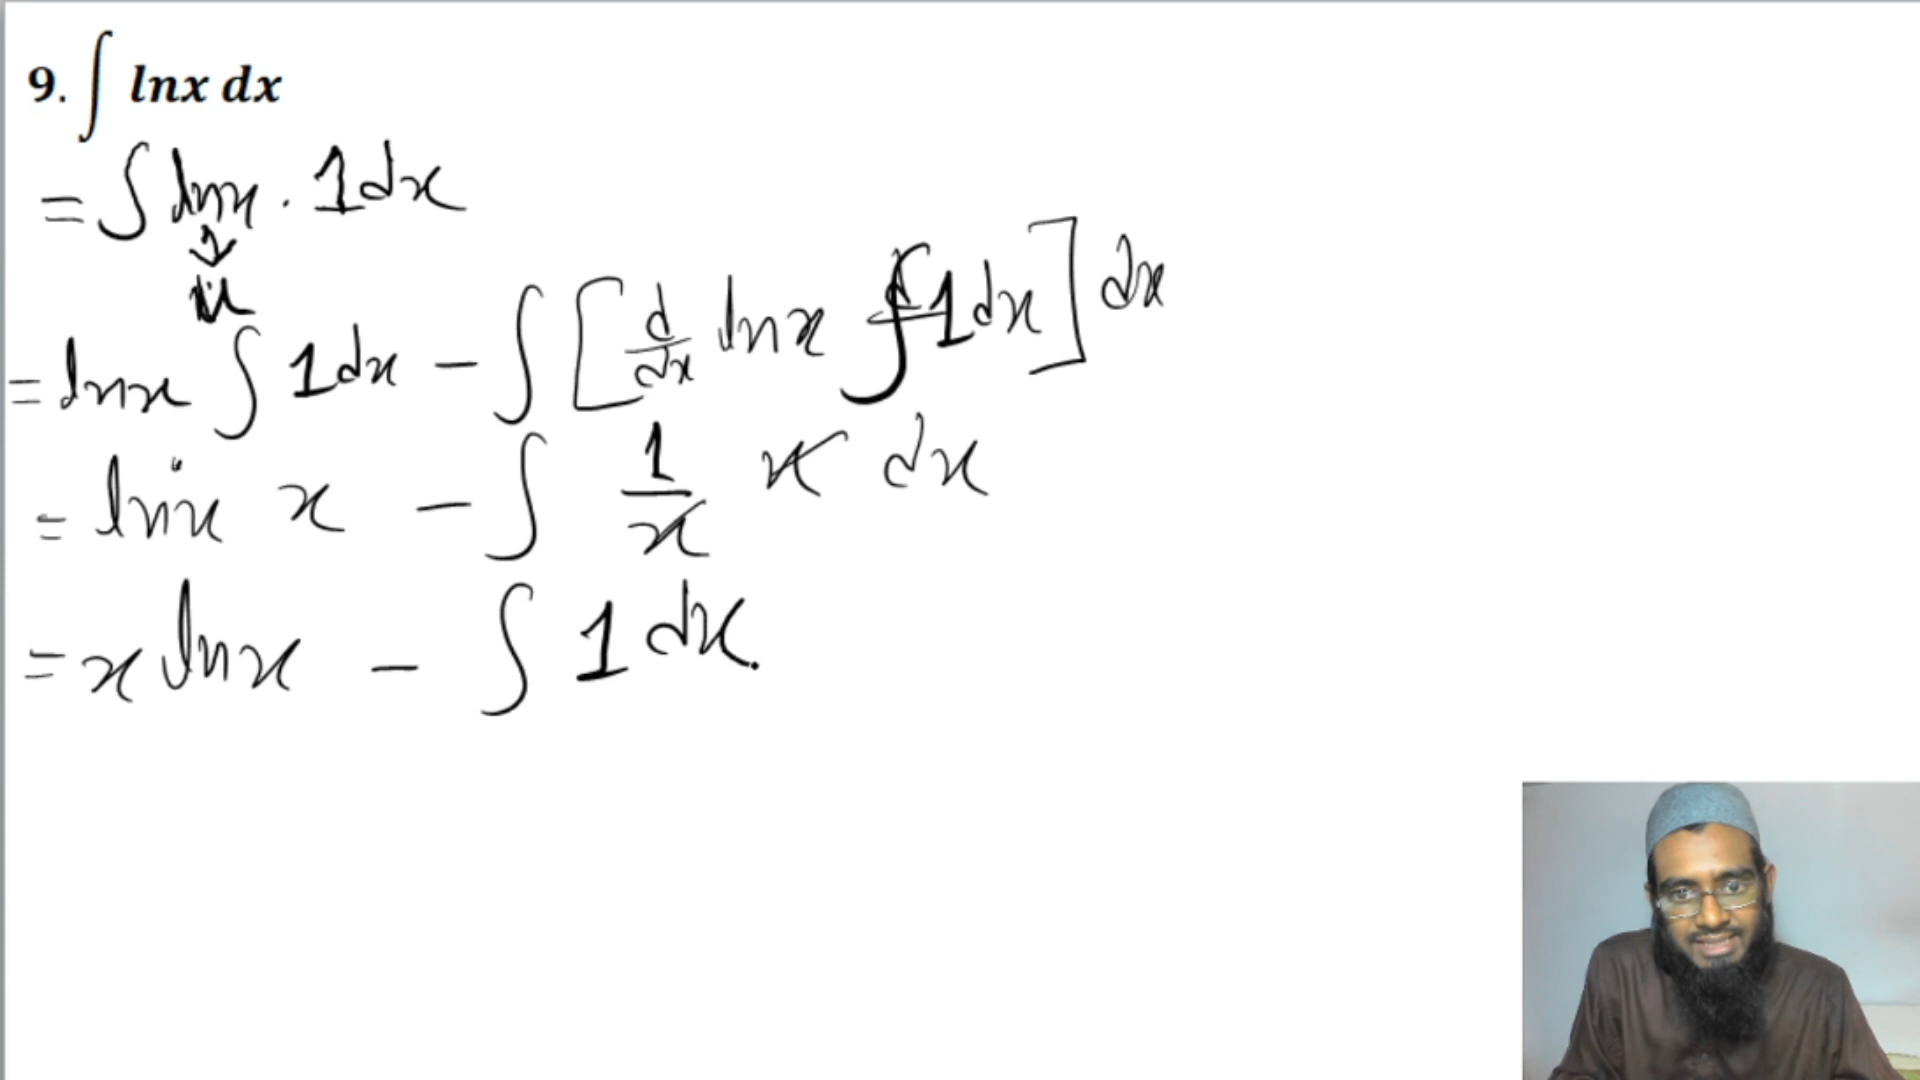 9. ∫ lnx dx
= ∫ lnx . 1dx
u
= lnx ∫ 1dx - ∫ [d/dx lnx ∫ 1dx] dx
= lnx x - ∫ 1/x x dx
= x lnx - ∫ 1 dx.